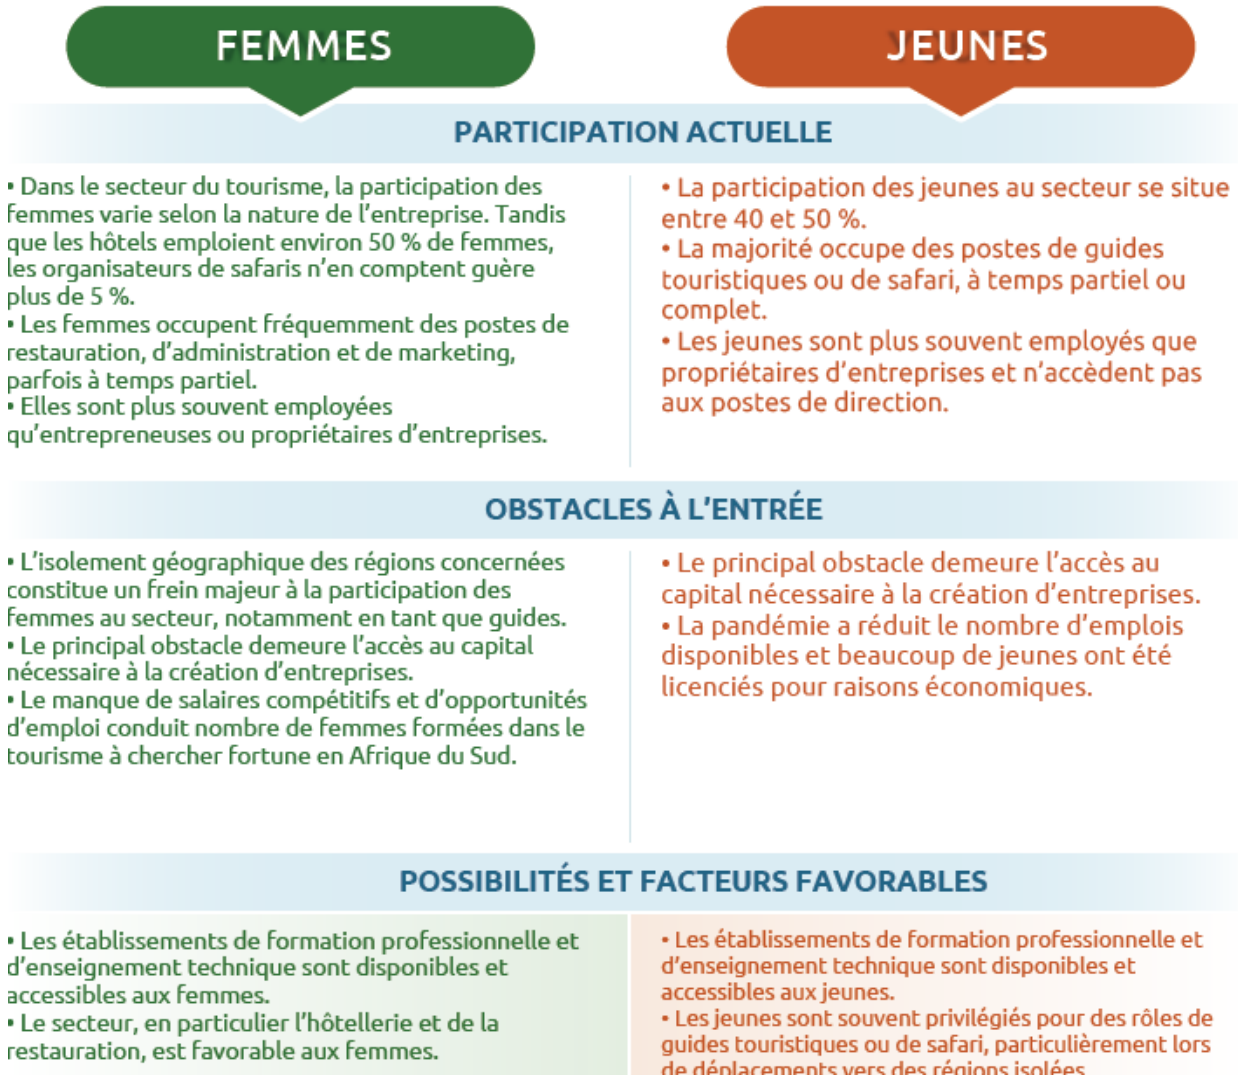 FEMMES
JEUNES
PARTICIPATION ACTUELLE
• Dans le secteur du tourisme, la participation des
femmes varie selon la nature de l’entreprise. Tandis
que les hôtels emploient environ 50 % de femmes,
les organisateurs de safaris n’en comptent guère
plus de 5 %.
• Les femmes occupent fréquemment des postes de
restauration, d’administration et de marketing,
parfois à temps partiel.
• Elles sont plus souvent employées
qu’entrepreneuses ou propriétaires d’entreprises.
• La participation des jeunes au secteur se situe
entre 40 et 50 %.
• La majorité occupe des postes de guides
touristiques ou de safari, à temps partiel ou
complet.
• Les jeunes sont plus souvent employés que
propriétaires d’entreprises et n’accèdent pas
aux postes de direction.
OBSTACLES À L’ENTRÉE
• L’isolement géographique des régions concernées
constitue un frein majeur à la participation des
femmes au secteur, notamment en tant que guides.
• Le principal obstacle demeure l’accès au capital
nécessaire à la création d’entreprises.
• Le manque de salaires compétitifs et d’opportunités
d’emploi conduit nombre de femmes formées dans le
tourisme à chercher fortune en Afrique du Sud.
• Le principal obstacle demeure l’accès au
capital nécessaire à la création d’entreprises.
• La pandémie a réduit le nombre d’emplois
disponibles et beaucoup de jeunes ont été
licenciés pour raisons économiques.
POSSIBILITÉS ET FACTEURS FAVORABLES
• Les établissements de formation professionnelle et
d’enseignement technique sont disponibles et
accessibles aux femmes.
• Le secteur, en particulier l’hôtellerie et de la
restauration, est favorable aux femmes.
• Les établissements de formation professionnelle et
d’enseignement technique sont disponibles et
accessibles aux jeunes.
• Les jeunes sont souvent privilégiés pour des rôles de
guides touristiques ou de safari, particulièrement lors
de déplacements vers des régions isolées